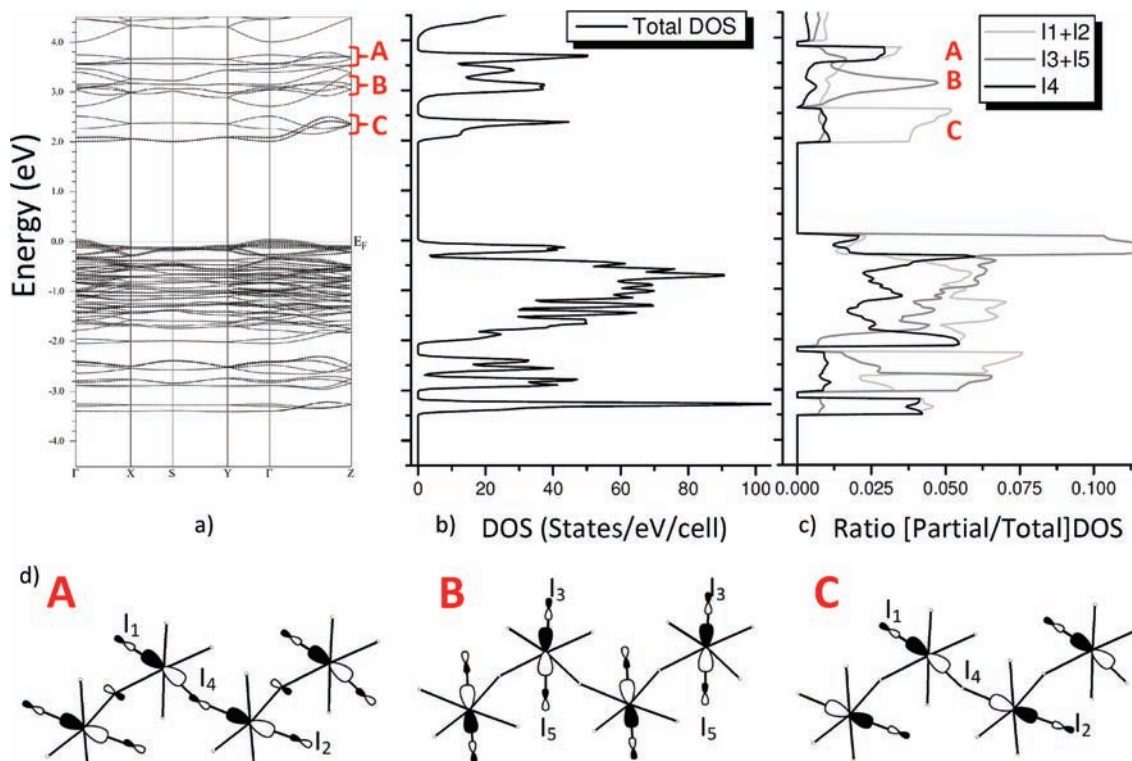 Energy (eV)
4.0
3.0
2.0
1.0
0.0
-1.0
-2.0
-3.0
-4.0
Γ X S Y Γ Z
E_F
A
B
C
a)
Total DOS
0 20 40 60 80 100
b) DOS (States/eV/cell)
I1+I2
I3+I5
I4
A
B
C
0.000 0.025 0.050 0.075 0.100
c) Ratio [Partial/Total]DOS
d) A
I₁
I₄
I₂
B
I₃ I₃
I₅ I₅
C
I₁
I₄
I₂